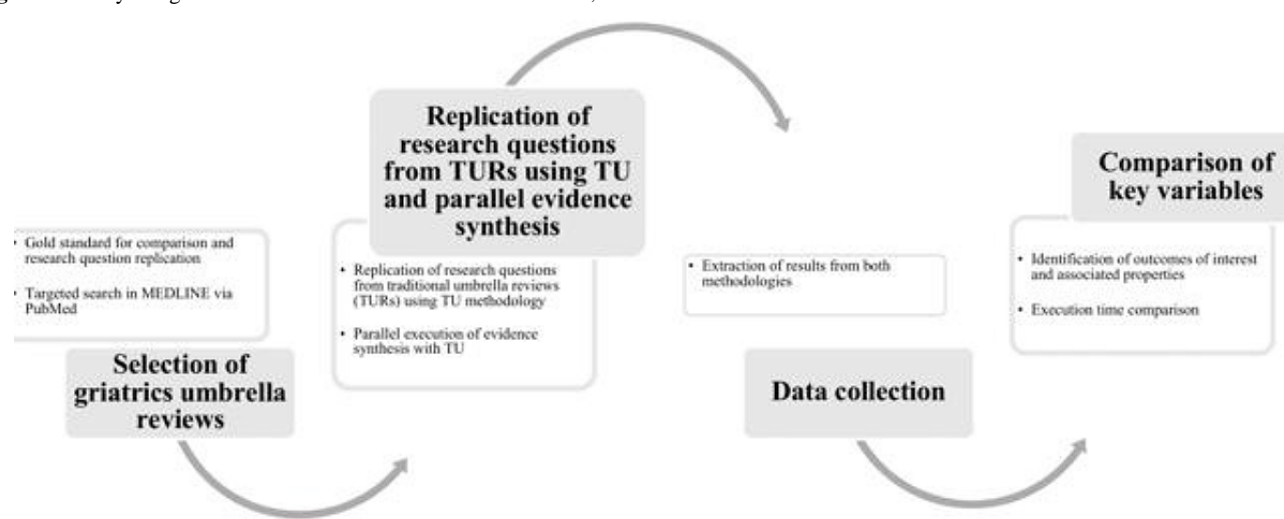 • Gold standard for comparison and
research question replication
• Targeted search in MEDLINE via
PubMed
Selection of
griatrics umbrella
reviews
Replication of
research questions
from TURs using TU
and parallel evidence
synthesis
• Replication of research questions
from traditional umbrella reviews
(TURs) using TU methodology
• Parallel execution of evidence
synthesis with TU
• Extraction of results from both
methodologies
Data collection
Comparison of
key variables
• Identification of outcomes of interest
and associated properties
• Execution time comparison